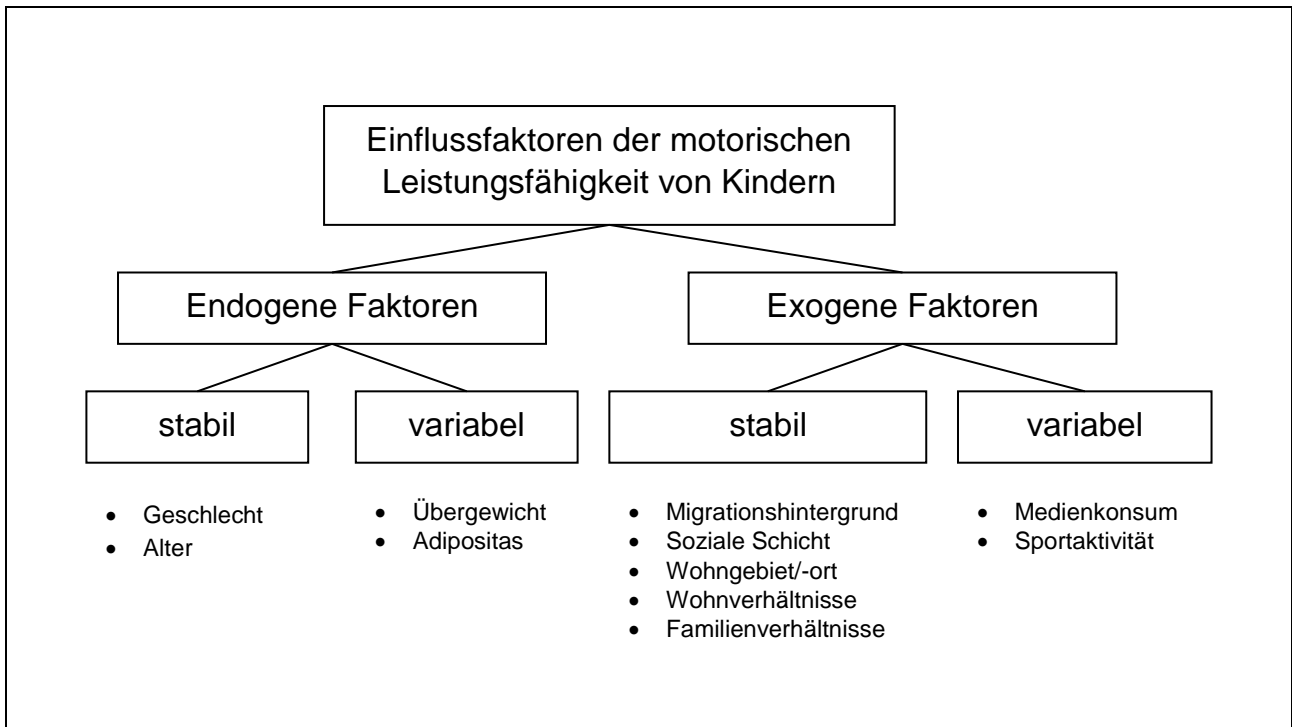 Einflussfaktoren der motorischen
Leistungsfähigkeit von Kindern
Endogene Faktoren
Exogene Faktoren
stabil
variabel
stabil
variabel
• Geschlecht
• Alter
• Übergewicht
• Adipositas
• Migrationshintergrund
• Soziale Schicht
• Wohngebiet/-ort
• Wohnverhältnisse
• Familienverhältnisse
• Medienkonsum
• Sportaktivität